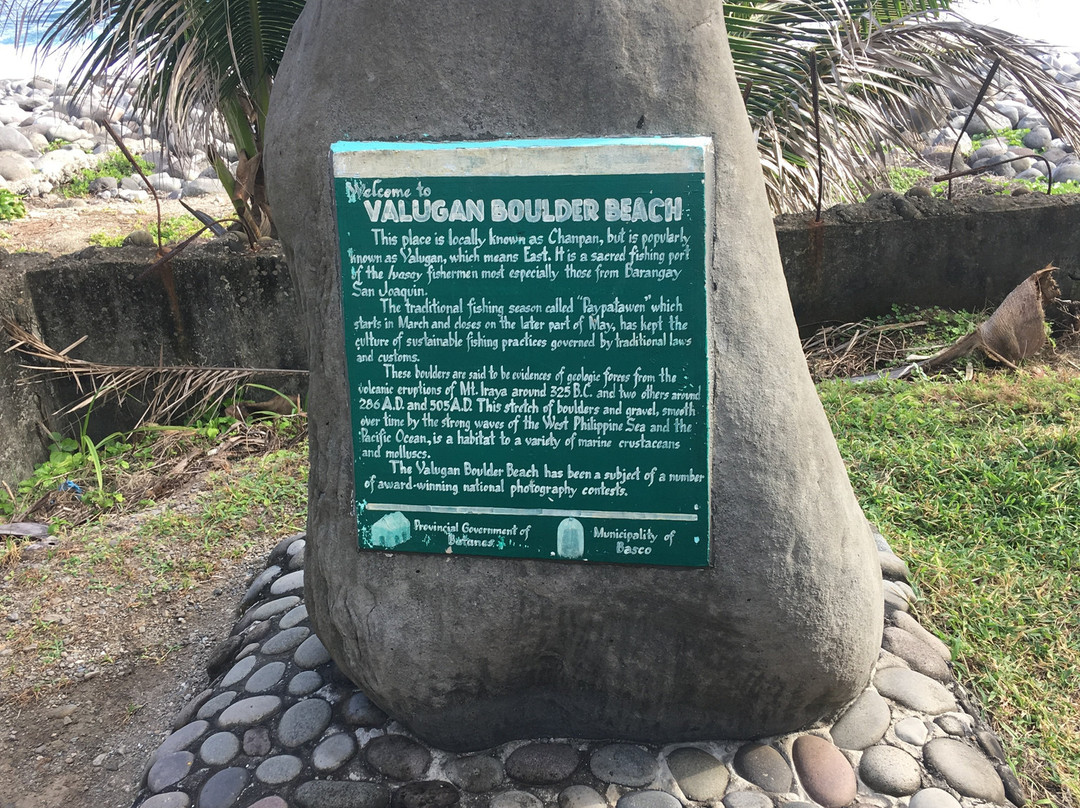 Welcome to
VALUGAN BOULDER BEACH
This place is locally known as Chanpan, but is popularly
known as Valugan, which means East. It is a sacred fishing port
of the Ivasay fishermen most especially those from Barangay
San Joaquin.
The traditional fishing season called "Paypatawen" which
starts in March and closes on the later part of May, has kept the
culture of sustainable fishing practices governed by traditional laws
and customs.
These boulders are said to be evidences of geologic forces from the
volcanic eruptions of Mt. Iraya around 325 B.C. and two others around
286 A.D. and 505 A.D. This stretch of boulders and gravel, smooth
over time by the strong waves of the West Philippine Sea and the
Pacific Ocean, is a habitat to a variety of marine crustaceans
and molluscs.
The Valugan Boulder Beach has been a subject of a number
of award-winning national photography contests.
Provincial Government of
Batanes
Municipality of
Basco